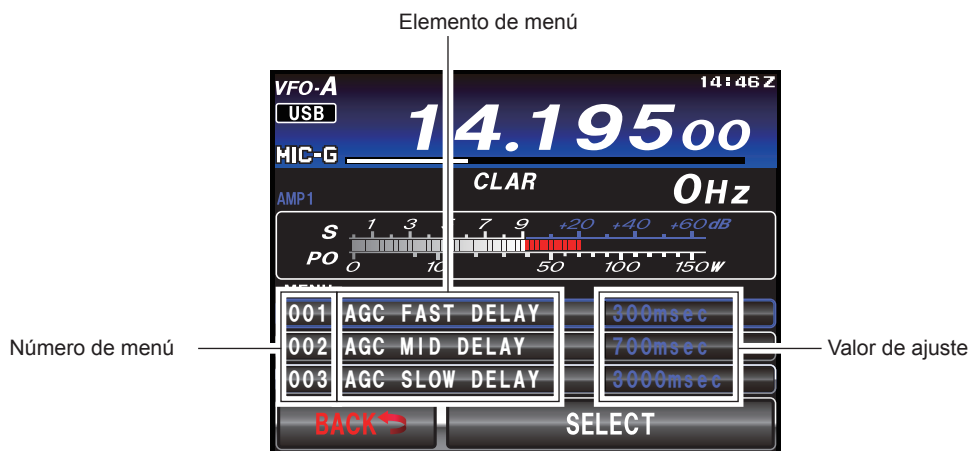 Elemento de menú
VFO-A
14:46Z
USB
14.19500
MIC-G
CLAR
0Hz
AMP1
S 1 3 5 7 9 +20 +40 +60dB
PO 0 10 50 100 150W
MENU
001 AGC FAST DELAY 300msec
Número de menú
002 AGC MID DELAY 700msec
Valor de ajuste
003 AGC SLOW DELAY 3000msec
BACK
SELECT